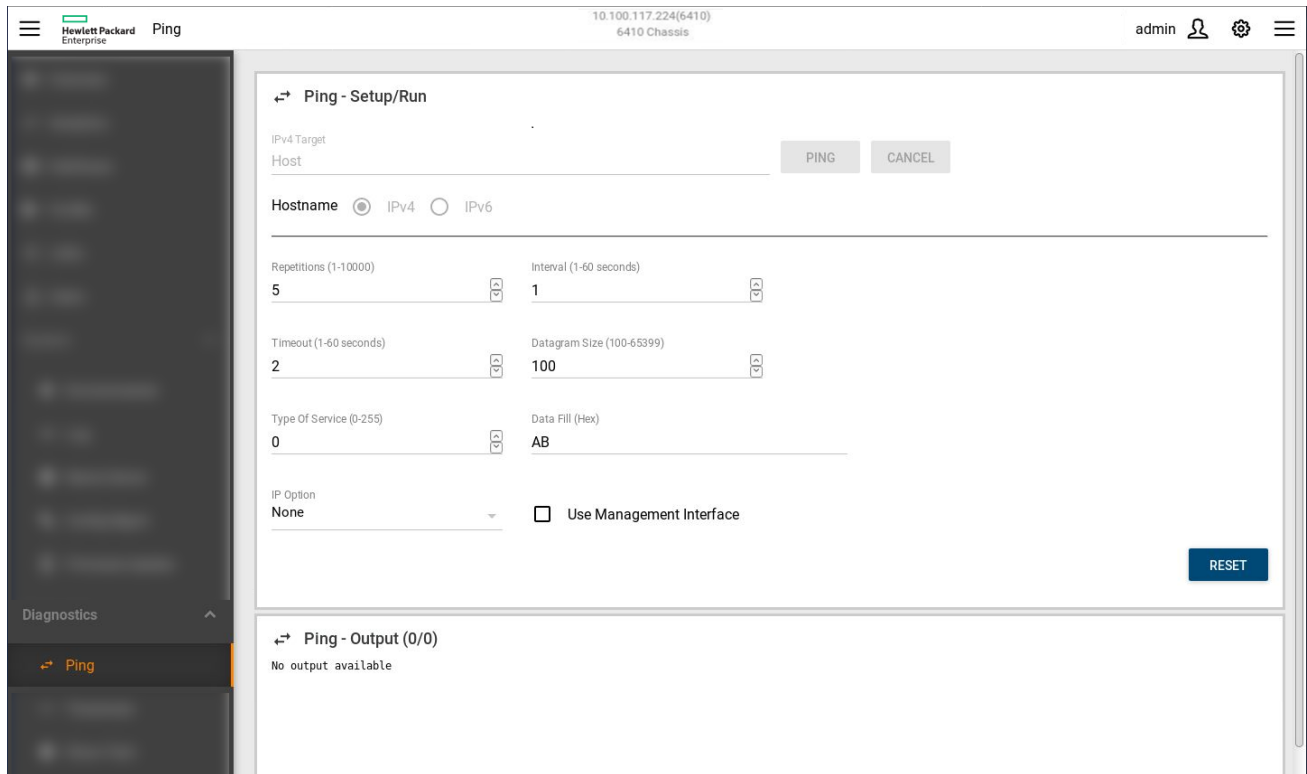 Hewlett Packard
Enterprise
Ping
10.100.117.224(6410)
6410 Chassis
admin
Ping - Setup/Run
IPv4 Target
Host
PING
CANCEL
Hostname
IPv4
IPv6
Repetitions (1-10000)
5
Interval (1-60 seconds)
1
Timeout (1-60 seconds)
2
Datagram Size (100-65399)
100
Type Of Service (0-255)
0
Data Fill (Hex)
AB
IP Option
None
Use Management Interface
RESET
Diagnostics
Ping
Ping - Output (0/0)
No output available